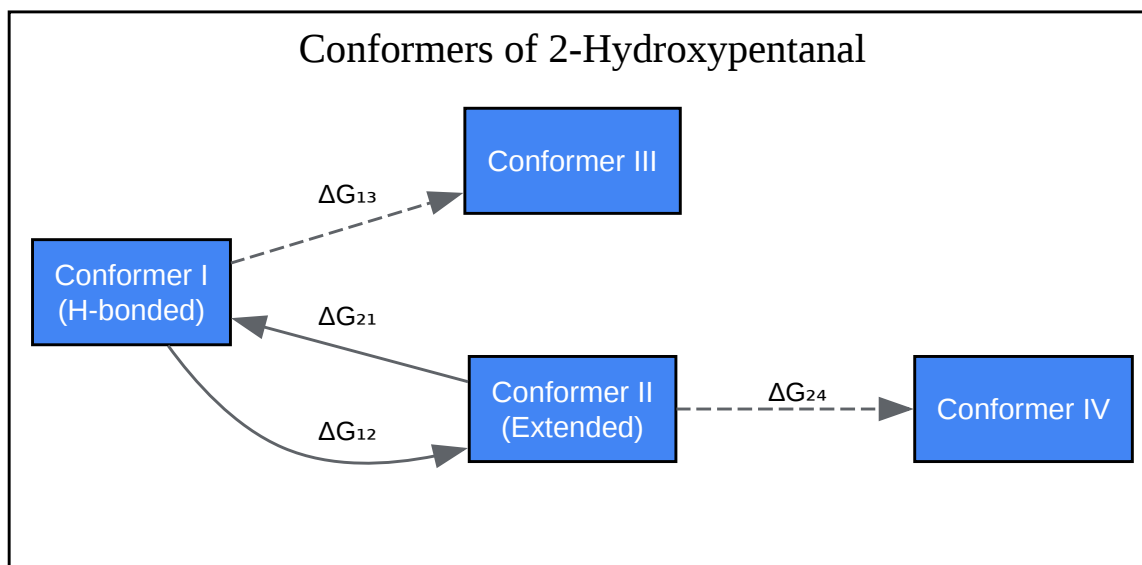 Conformers of 2-Hydroxypentanal
Conformer III
ΔG₁₃
Conformer I
(H-bonded)
ΔG₂₁
Conformer II
(Extended)
ΔG₂₄
Conformer IV
ΔG₁₂